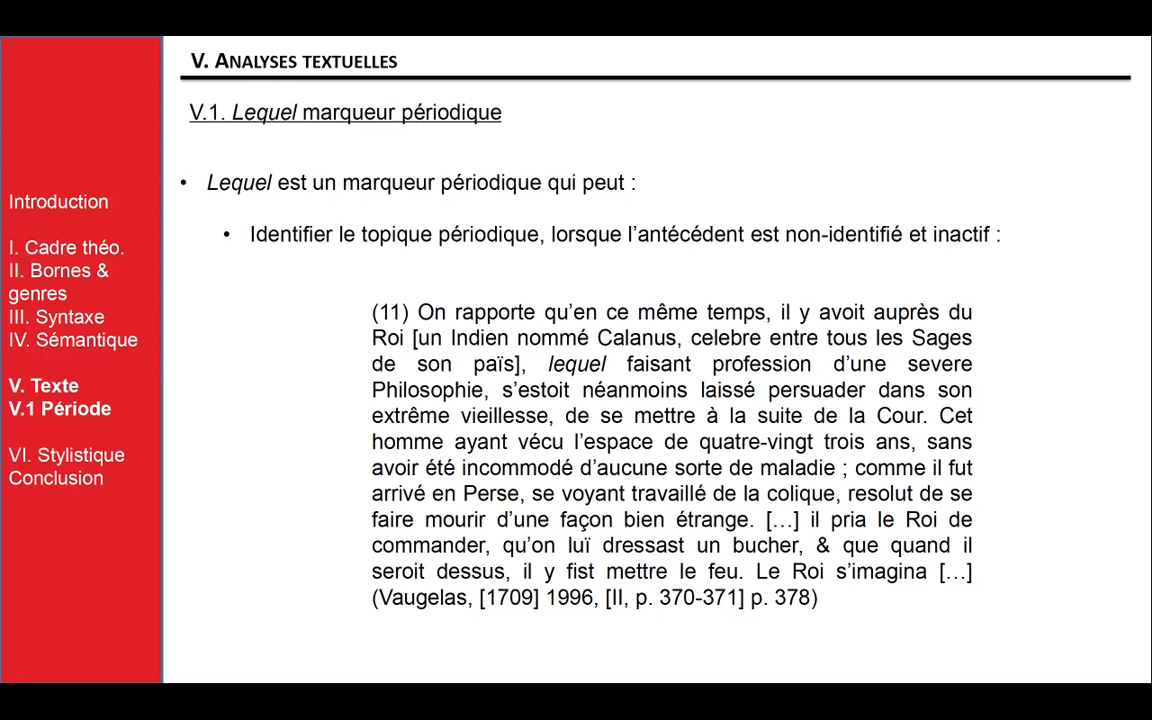 V. ANALYSES TEXTUELLES
V.1. Lequel marqueur périodique
• Lequel est un marqueur périodique qui peut :
• Identifier le topique périodique, lorsque l’antécédent est non-identifié et inactif :
(11) On rapporte qu’en ce même temps, il y avoit auprès du
Roi [un Indien nommé Calanus, celebre entre tous les Sages
de son païs], lequel faisant profession d’une severe
Philosophie, s’estoit néanmoins laissé persuader dans son
extrême vieillesse, de se mettre à la suite de la Cour. Cet
homme ayant vécu l’espace de quatre-vingt trois ans, sans
avoir été incommodé d’aucune sorte de maladie ; comme il fut
arrivé en Perse, se voyant travaillé de la colique, resolut de se
faire mourir d’une façon bien étrange. […] il pria le Roi de
commander, qu’on luï dressast un bucher, & que quand il
seroit dessus, il y fist mettre le feu. Le Roi s’imagina […]
(Vaugelas, [1709] 1996, [II, p. 370-371] p. 378)
Introduction
I. Cadre théo.
II. Bornes &
genres
III. Syntaxe
IV. Sémantique
V. Texte
V.1 Période
VI. Stylistique
Conclusion